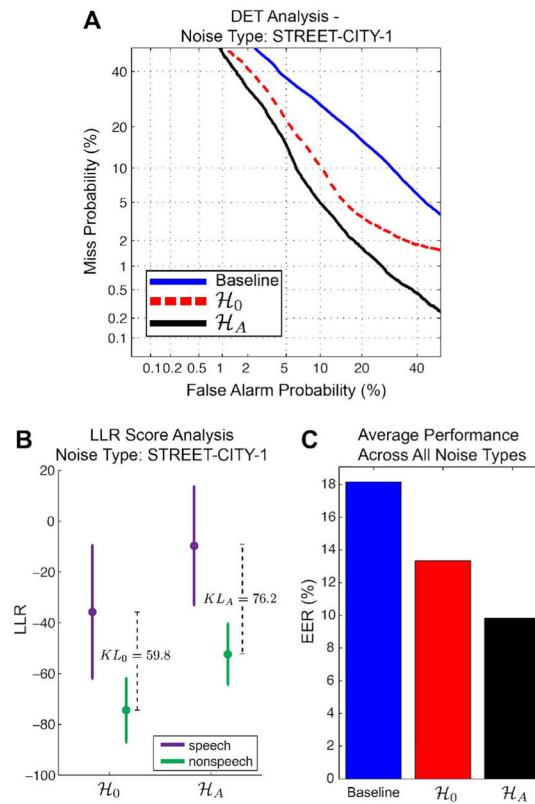 A
DET Analysis -
Noise Type: STREET-CITY-1
Miss Probability (%)
40
20
10
5
2
1
0.5
0.2
0.1
Baseline
ℋ₀
ℋ_A
0.1 0.2 0.5 1 2 5 10 20 40
False Alarm Probability (%)
B
LLR Score Analysis
Noise Type: STREET-CITY-1
LLR
20
0
−20
−40
−60
−80
−100
KL₀ = 59.8
KL_A = 76.2
speech
nonspeech
ℋ₀ ℋ_A
C
Average Performance
Across All Noise Types
EER (%)
18
16
14
12
10
8
6
4
2
0
Baseline ℋ₀ ℋ_A